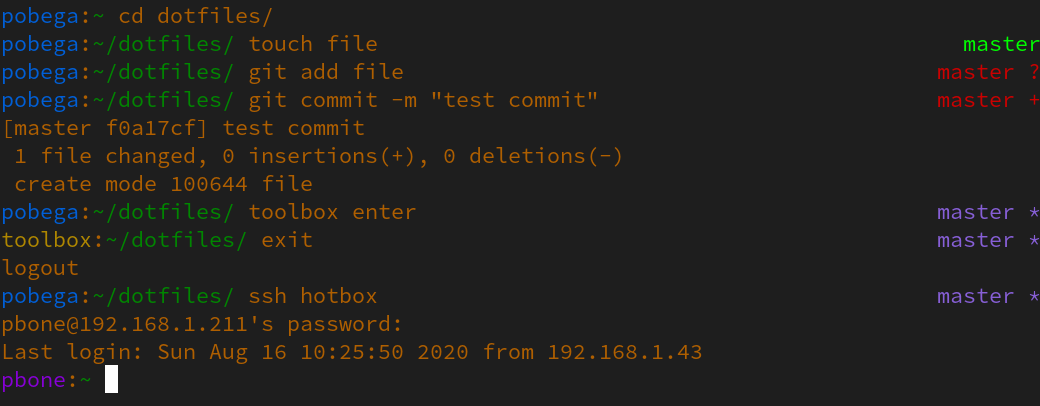 pobega:~ cd dotfiles/
pobega:~/dotfiles/ touch file master
pobega:~/dotfiles/ git add file master ?
pobega:~/dotfiles/ git commit -m "test commit" master +
[master f0a17cf] test commit
 1 file changed, 0 insertions(+), 0 deletions(-)
 create mode 100644 file
pobega:~/dotfiles/ toolbox enter master *
toolbox:~/dotfiles/ exit master *
logout
pobega:~/dotfiles/ ssh hotbox master *
pbone@192.168.1.211's password:
Last login: Sun Aug 16 10:25:50 2020 from 192.168.1.43
pbone:~